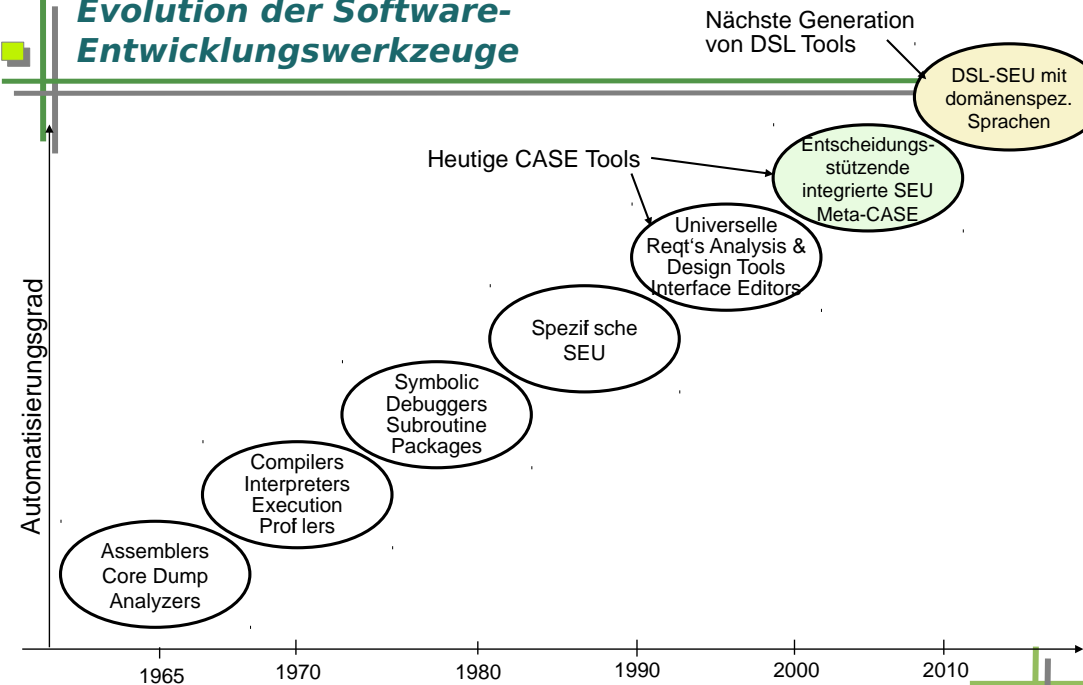 Evolution der Software-
Entwicklungswerkzeuge
Nächste Generation
von DSL Tools
DSL-SEU mit
domänenspez.
Sprachen
Heutige CASE Tools
Entscheidungs-
stützende
integrierte SEU
Meta-CASE
Universelle
Reqt‘s Analysis &
Design Tools
Interface Editors
Spezif sche
SEU
Symbolic
Debuggers
Subroutine
Packages
Compilers
Interpreters
Execution
Prof lers
Assemblers
Core Dump
Analyzers
Automatisierungsgrad
1965
1970
1980
1990
2000
2010